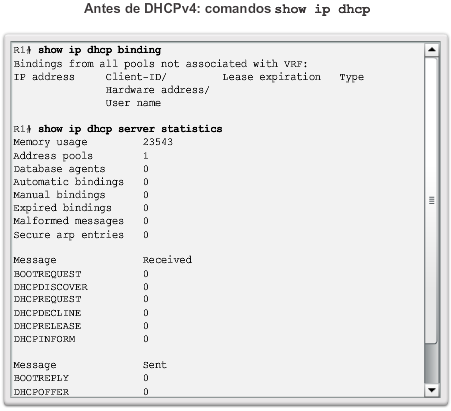 Antes de DHCPv4: comandos show ip dhcp
R1# show ip dhcp binding
Bindings from all pools not associated with VRF:
IP address Client-ID/ Lease expiration Type
Hardware address/
User name
R1# show ip dhcp server statistics
Memory usage 23543
Address pools 1
Database agents 0
Automatic bindings 0
Manual bindings 0
Expired bindings 0
Malformed messages 0
Secure arp entries 0
Message Received
BOOTREQUEST 0
DHCPDISCOVER 0
DHCPREQUEST 0
DHCPDECLINE 0
DHCPRELEASE 0
DHCPINFORM 0
Message Sent
BOOTREPLY 0
DHCPOFFER 0